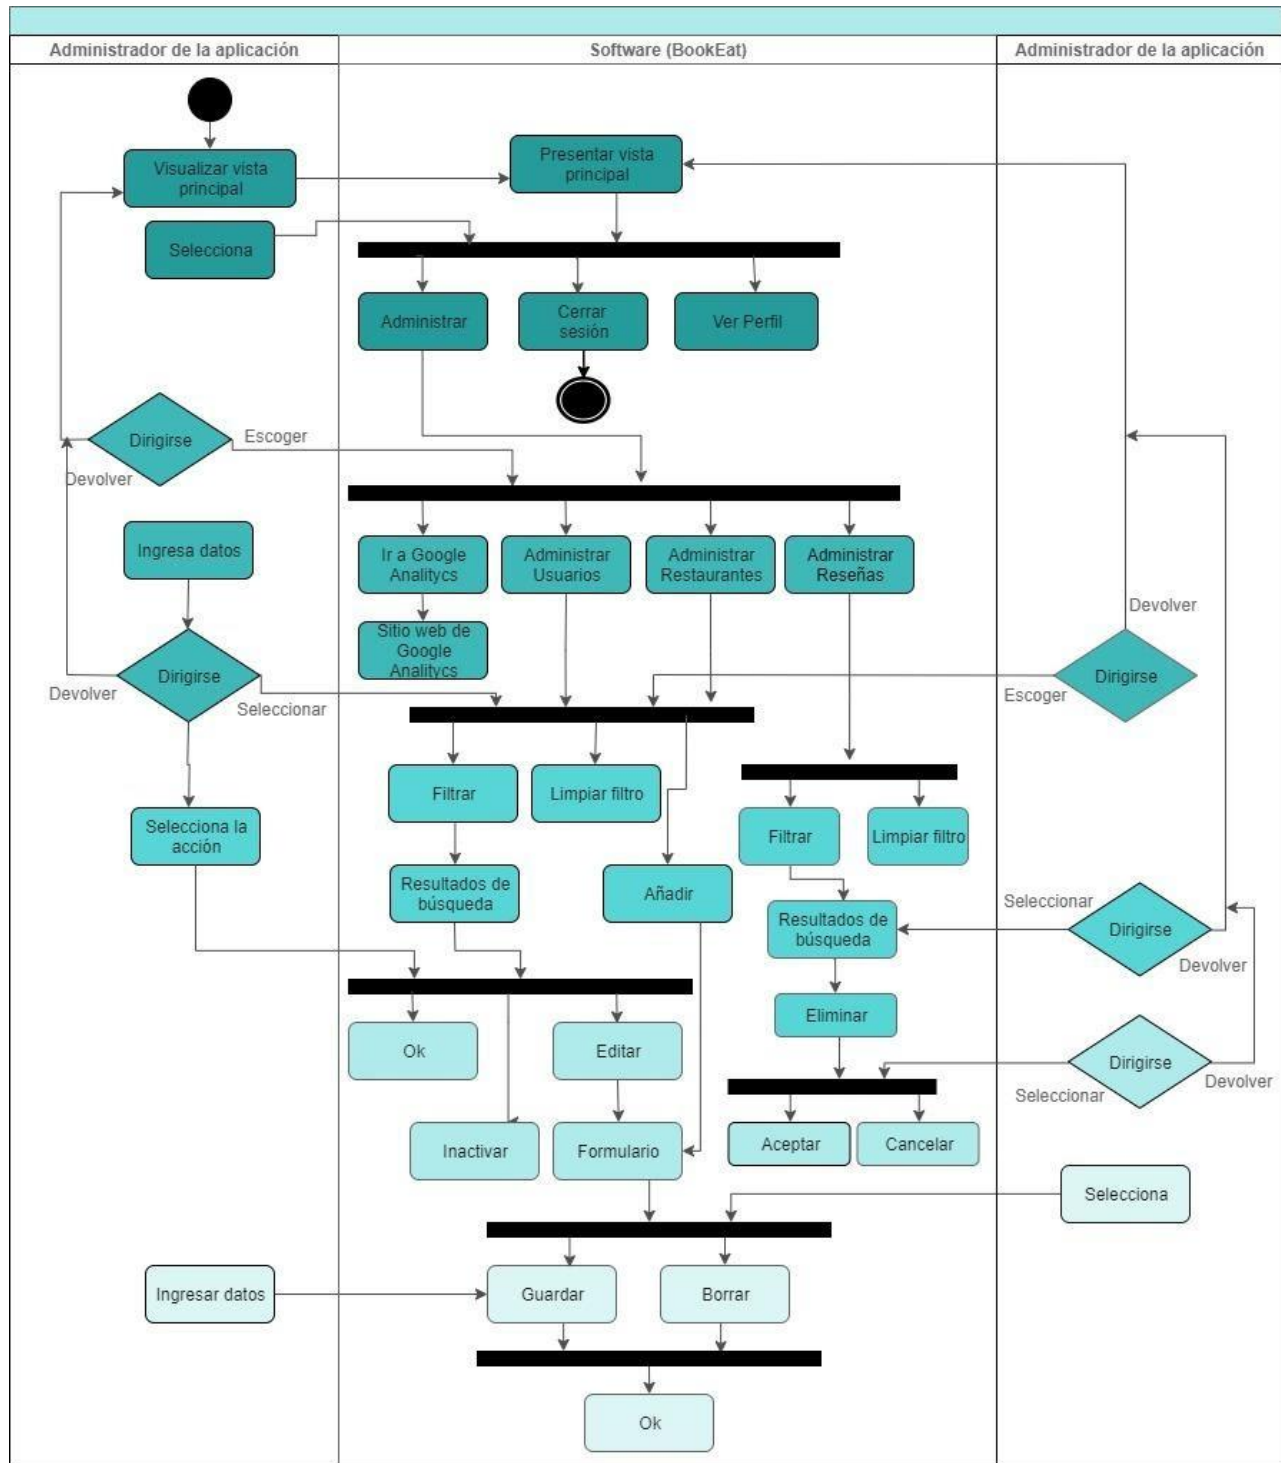 Administrador de la aplicación
Software (BookEat)
Administrador de la aplicación
Visualizar vista
principal
Presentar vista
principal
Selecciona
Administrar
Cerrar
sesión
Ver Perfil
Dirigirse
Escoger
Devolver
Ingresa datos
Ir a Google
Analitycs
Administrar
Usuarios
Administrar
Restaurantes
Administrar
Reseñas
Devolver
Sitio web de
Google
Analitycs
Dirigirse
Devolver
Seleccionar
Dirigirse
Escoger
Filtrar
Limpiar filtro
Selecciona la
acción
Filtrar
Limpiar filtro
Resultados de
búsqueda
Añadir
Resultados de
búsqueda
Seleccionar
Dirigirse
Devolver
Eliminar
Ok
Editar
Dirigirse
Devolver
Seleccionar
Inactivar
Formulario
Aceptar
Cancelar
Selecciona
Ingresar datos
Guardar
Borrar
Ok